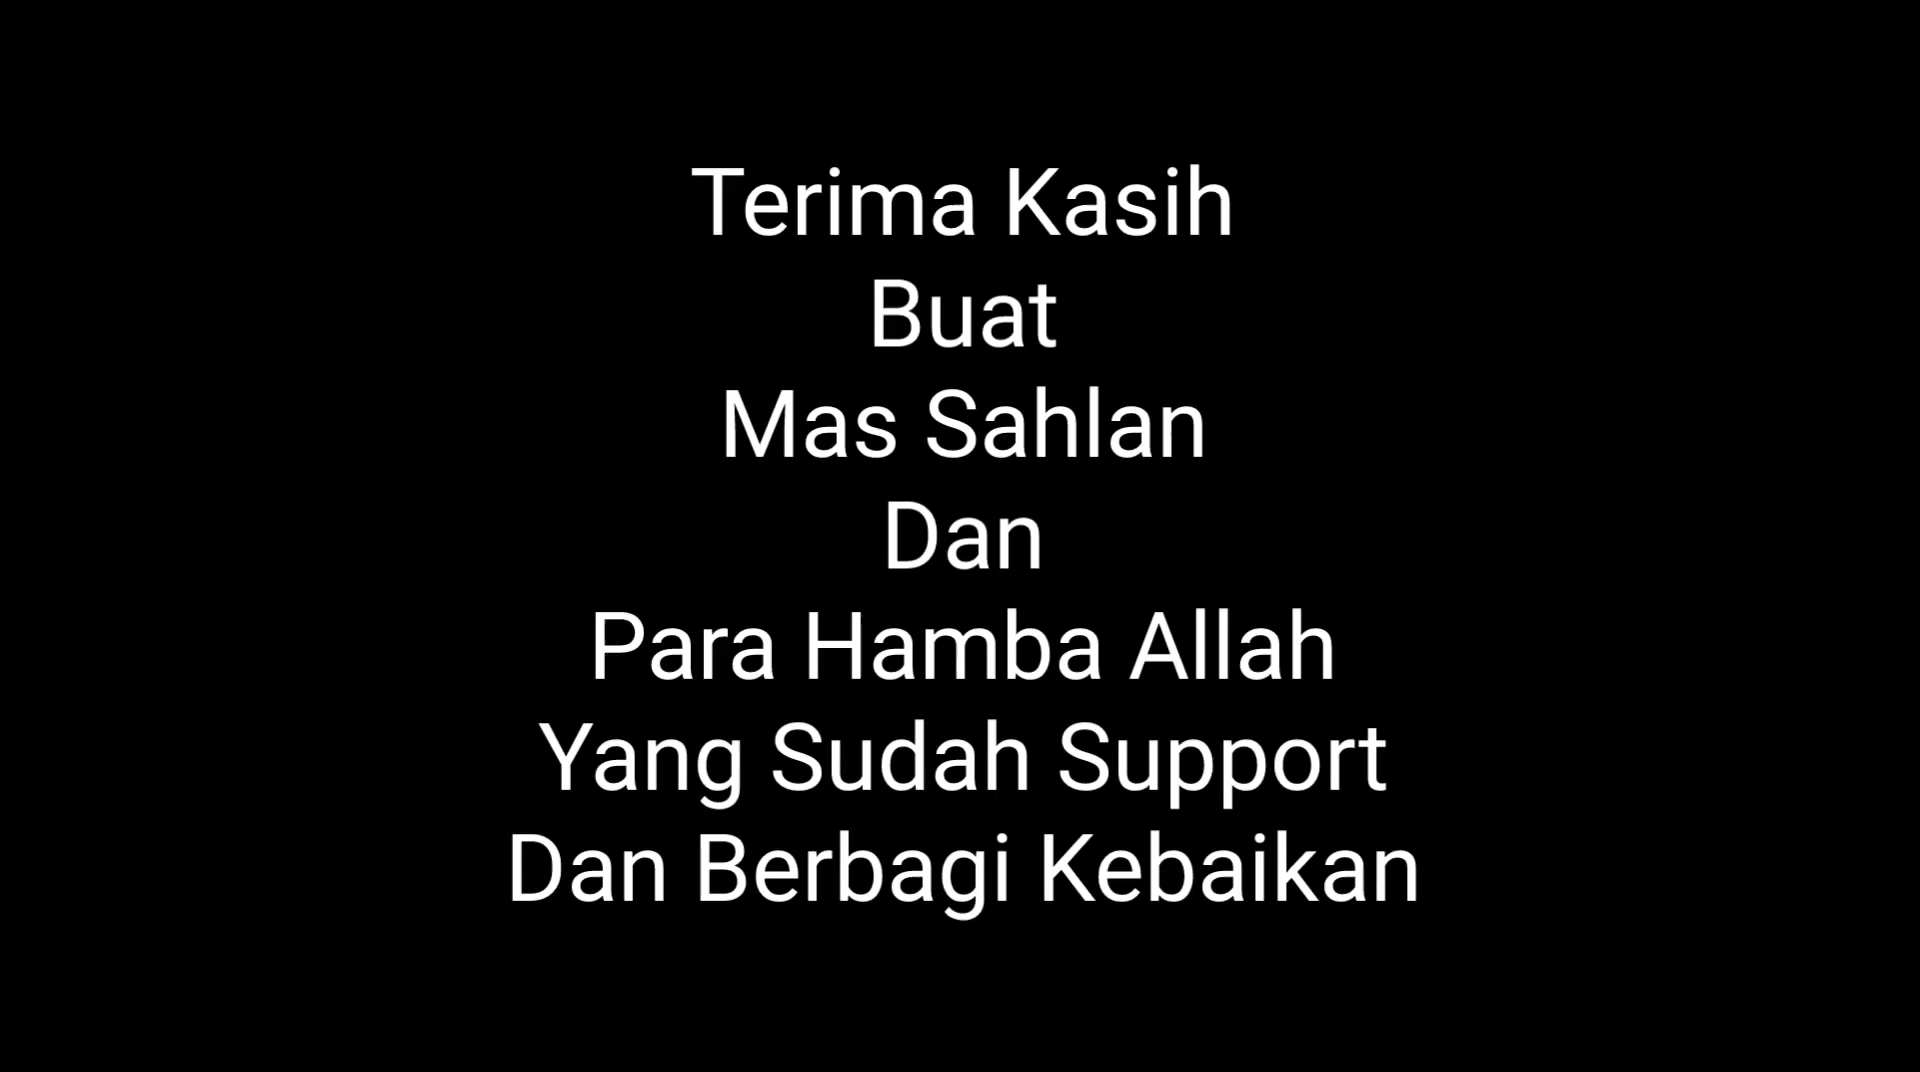 Terima Kasih
Buat
Mas Sahlan
Dan
Para Hamba Allah
Yang Sudah Support
Dan Berbagi Kebaikan